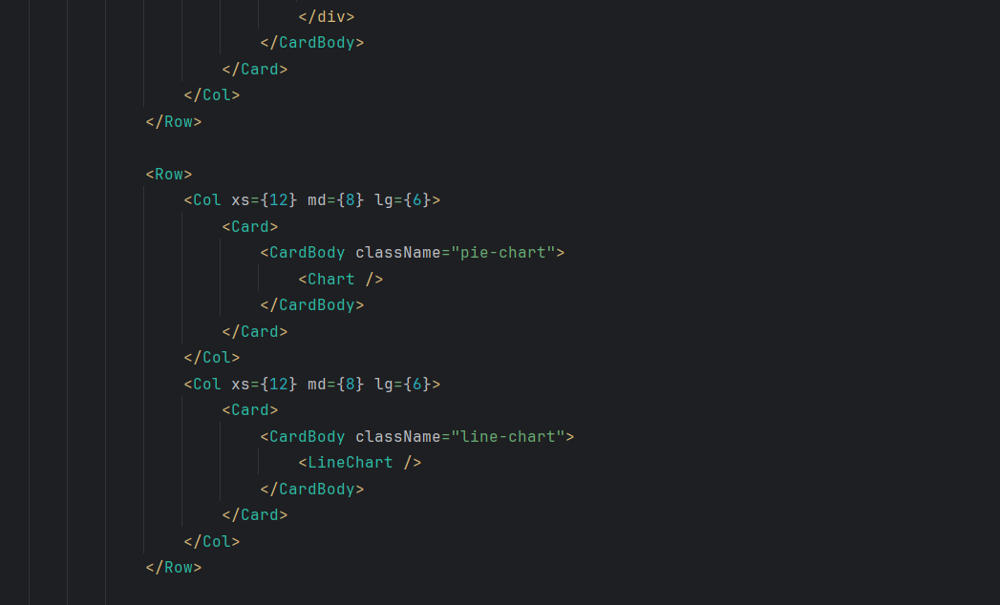 </div>
</CardBody>
</Card>
</Col>
</Row>
<Row>
<Col xs={12} md={8} lg={6}>
<Card>
<CardBody className="pie-chart">
<Chart />
</CardBody>
</Card>
</Col>
<Col xs={12} md={8} lg={6}>
<Card>
<CardBody className="line-chart">
<LineChart />
</CardBody>
</Card>
</Col>
</Row>